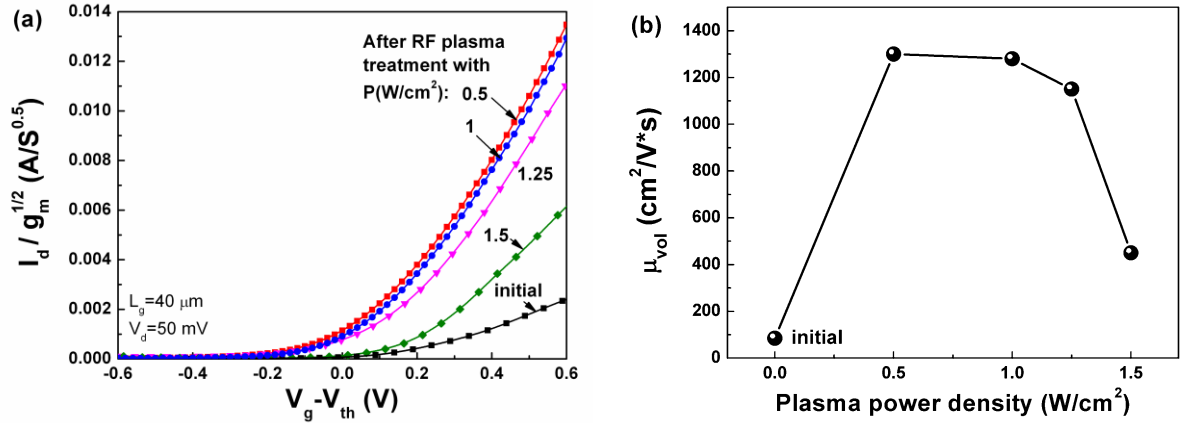 (a)
0.014
0.012
0.010
0.008
0.006
0.004
0.002
0.000
I_d / g_m^1/2 (A/S^0.5)
After RF plasma
treatment with
P(W/cm²): 0.5
1
1.25
1.5
initial
L_g=40 μm
V_d=50 mV
-0.6 -0.4 -0.2 0.0 0.2 0.4 0.6
V_g-V_th (V)
(b)
1400
1200
1000
800
600
400
200
0
μ_vol (cm²/V*s)
initial
0.0 0.5 1.0 1.5
Plasma power density (W/cm²)